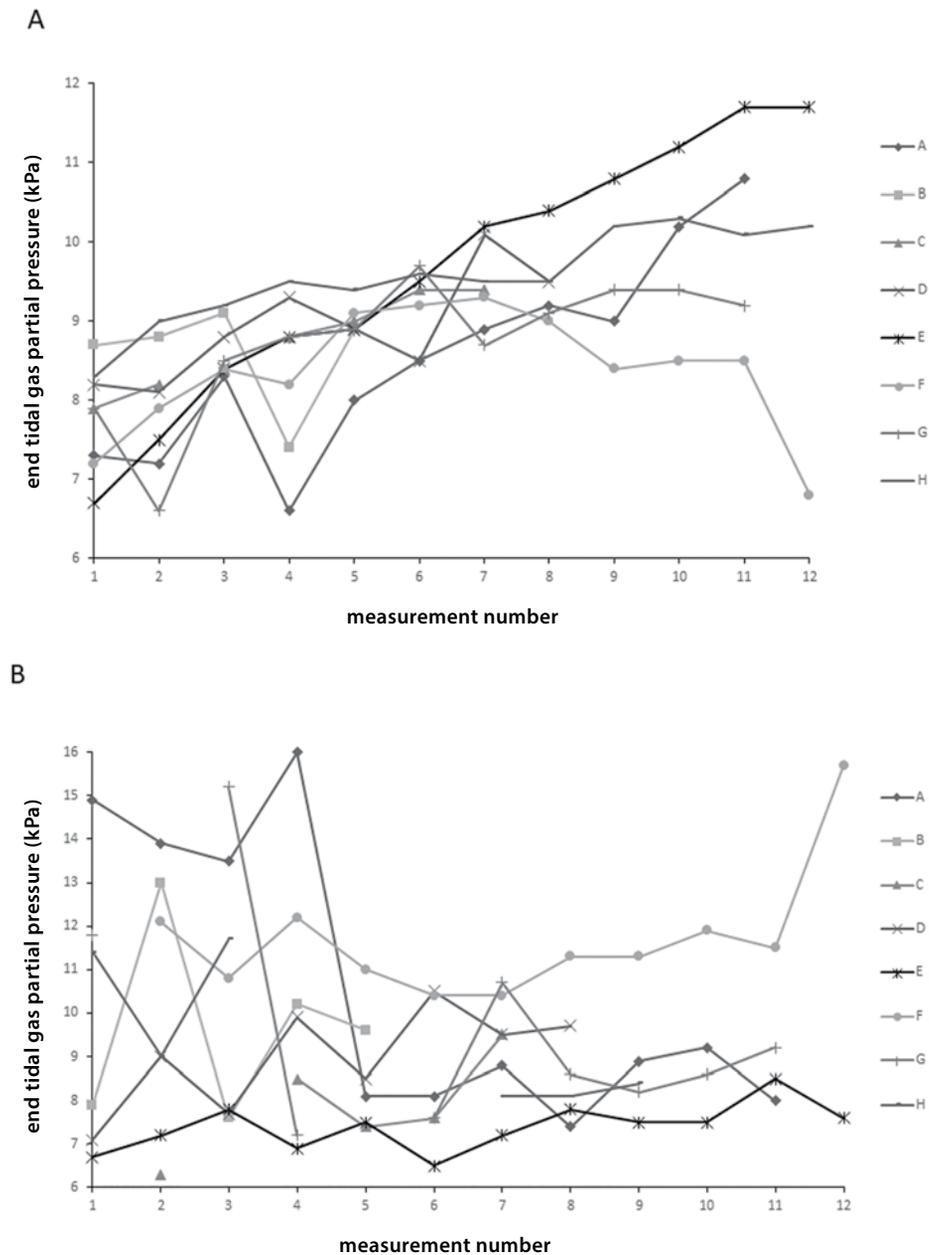 A
12
11
10
9
8
7
6
1 2 3 4 5 6 7 8 9 10 11 12
end tidal gas partial pressure (kPa)
measurement number
A
B
C
D
E
F
G
H
B
16
15
14
13
12
11
10
9
8
7
6
1 2 3 4 5 6 7 8 9 10 11 12
end tidal gas partial pressure (kPa)
measurement number
A
B
C
D
E
F
G
H